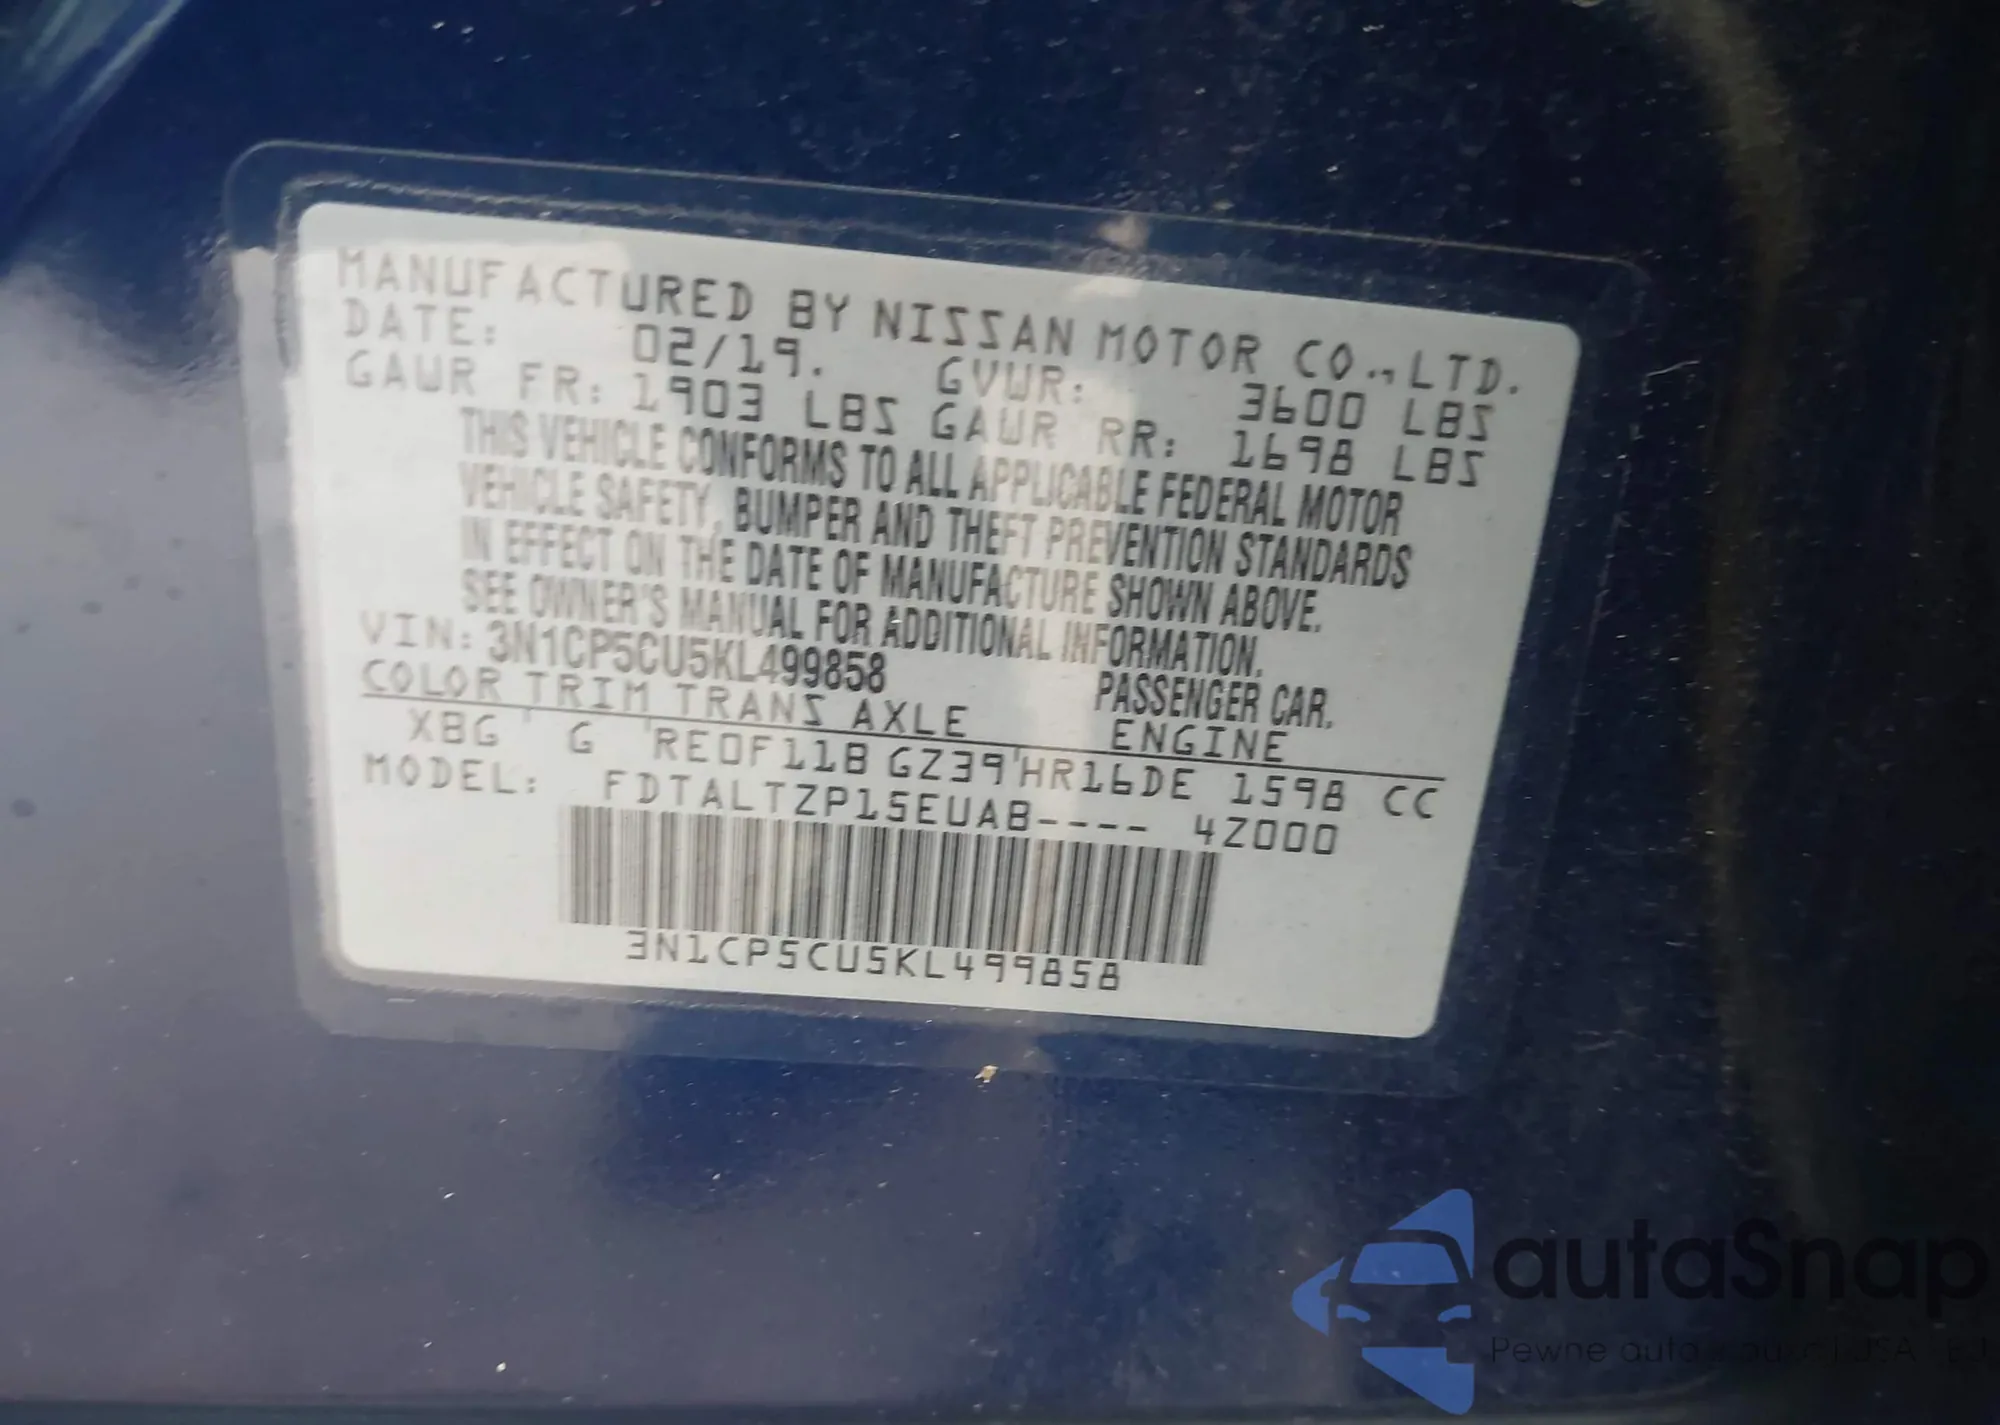 MANUFACTURED BY NISSAN MOTOR CO., LTD.
DATE: 02/19. GVWR: 3600 LBS
GAWR FR: 1903 LBS GAWR RR: 1698 LBS
THIS VEHICLE CONFORMS TO ALL APPLICABLE FEDERAL MOTOR
VEHICLE SAFETY, BUMPER AND THEFT PREVENTION STANDARDS
IN EFFECT ON THE DATE OF MANUFACTURE SHOWN ABOVE.
SEE OWNER'S MANUAL FOR ADDITIONAL INFORMATION.
VIN: 3N1CP5CU5KL499858 PASSENGER CAR.
COLOR TRIM TRANS AXLE ENGINE
XBG G RE0F11B GZ39 HR16DE 1598 CC
MODEL: FDTALTZP15EUAB---- 4Z000
3N1CP5CU5KL499858
autaSnap
Pewne auta USA